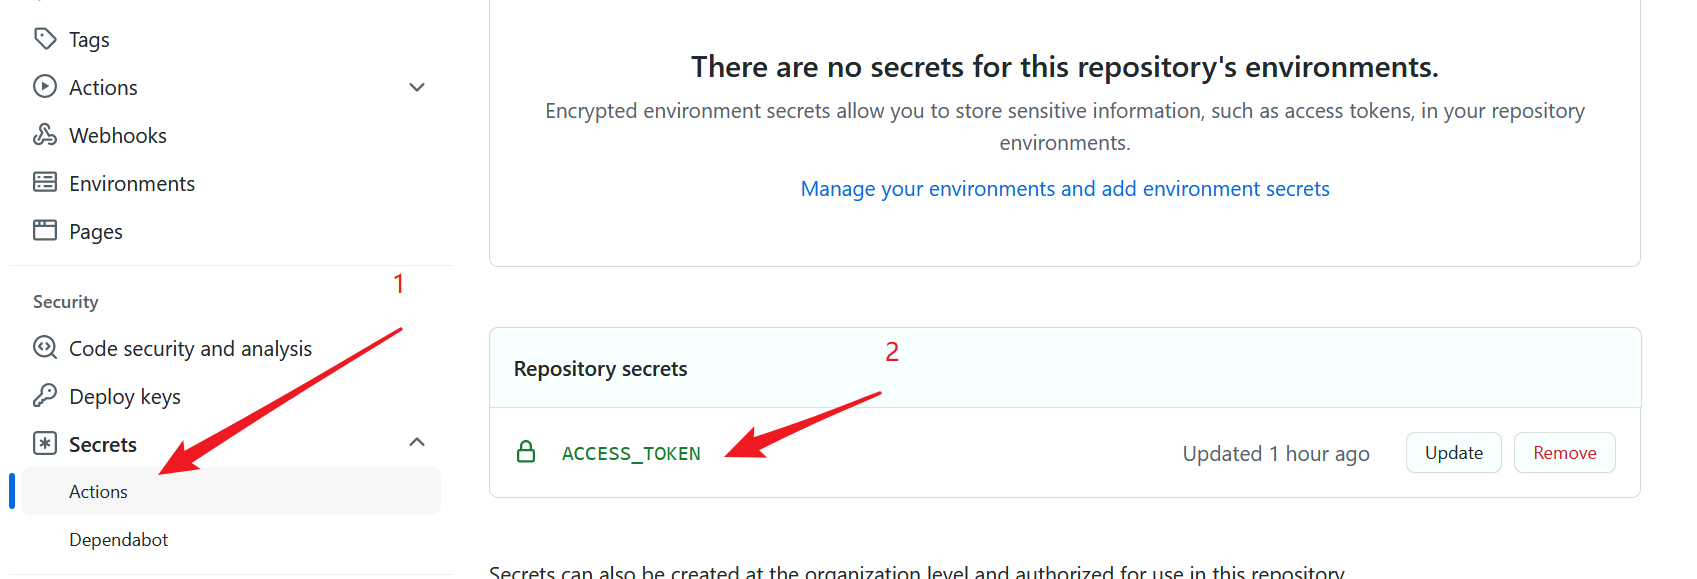 Tags
Actions
Webhooks
Environments
Pages
Security
Code security and analysis
Deploy keys
Secrets
Actions
Dependabot
1
There are no secrets for this repository's environments.
Encrypted environment secrets allow you to store sensitive information, such as access tokens, in your repository
environments.
Manage your environments and add environment secrets
Repository secrets
2
ACCESS_TOKEN Updated 1 hour ago Update Remove
Secrets can also be created at the organization level and authorized for use in this repository